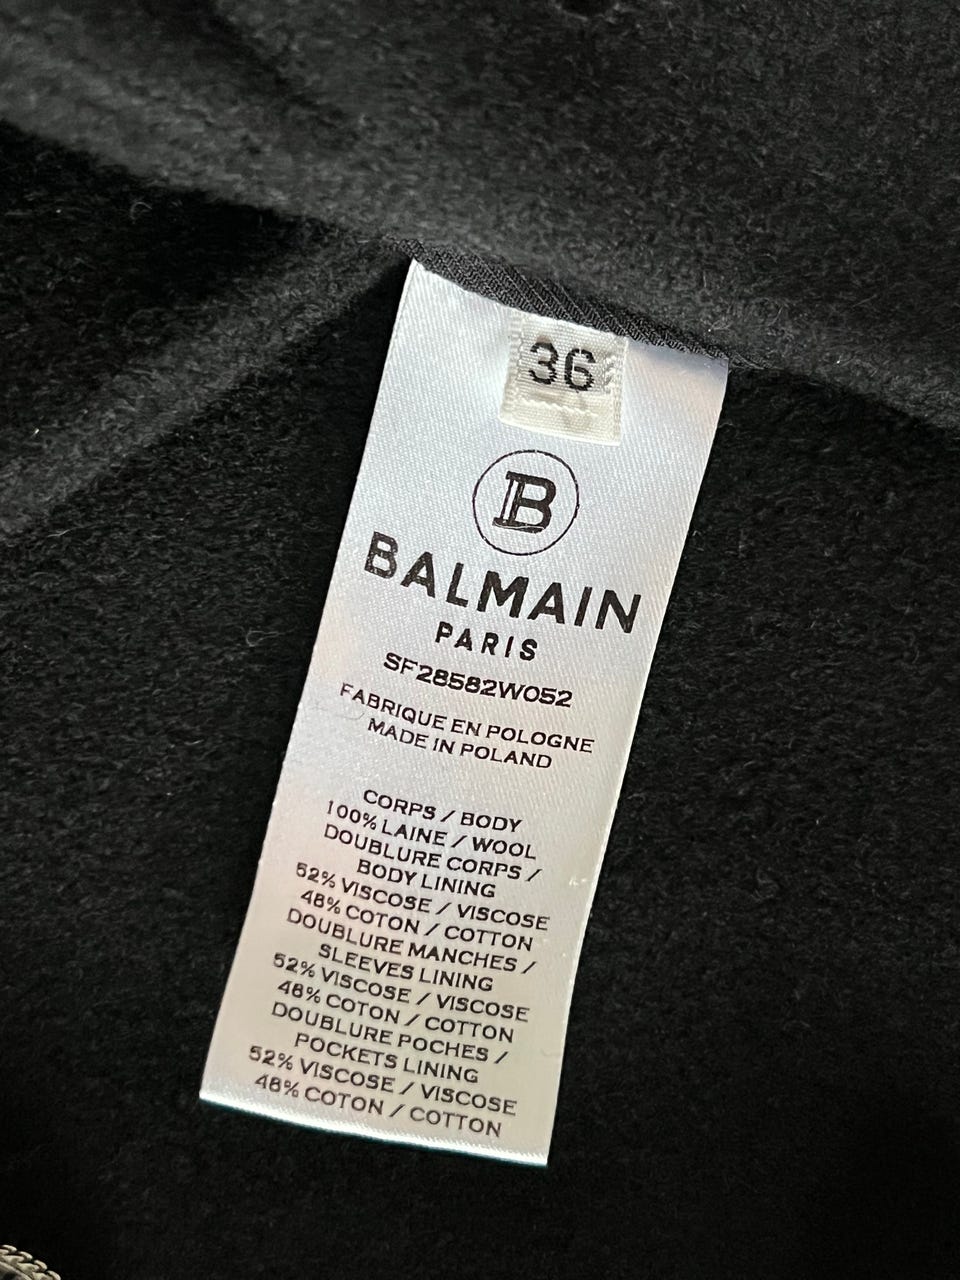 36
B
BALMAIN
PARIS
SF28582W052
FABRIQUE EN POLOGNE
MADE IN POLAND
CORPS / BODY
100% LAINE / WOOL
DOUBLURE CORPS /
BODY LINING
52% VISCOSE / VISCOSE
48% COTON / COTTON
DOUBLURE MANCHES /
SLEEVES LINING
52% VISCOSE / VISCOSE
48% COTON / COTTON
DOUBLURE POCHES /
POCKETS LINING
52% VISCOSE / VISCOSE
48% COTON / COTTON